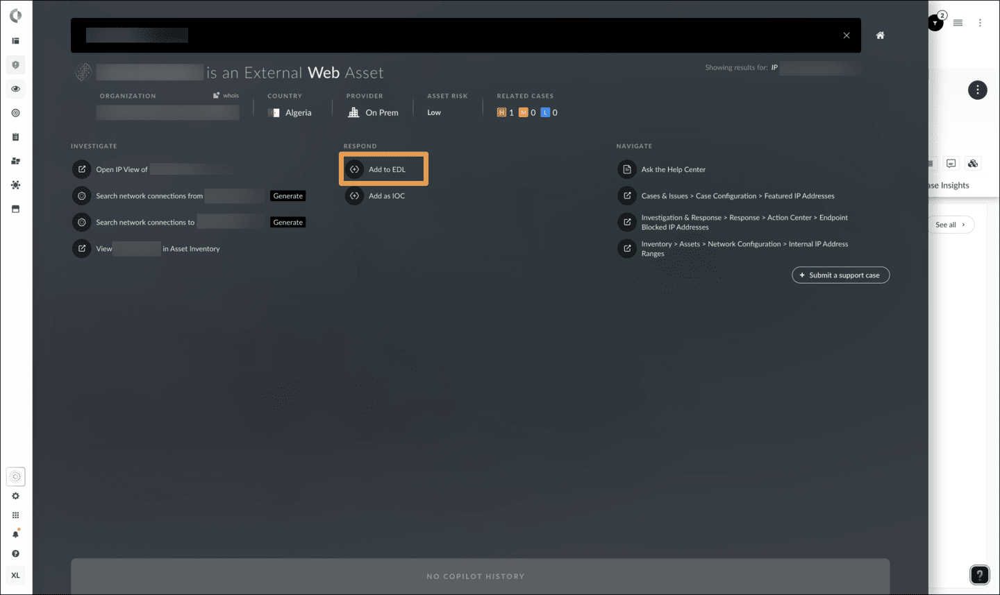 2
is an External Web Asset
Showing results for: IP
ORGANIZATION
whois
COUNTRY
Algeria
PROVIDER
On Prem
ASSET RISK
Low
RELATED CASES
H 1 M 0 L 0
INVESTIGATE
Open IP View of
Search network connections from
Generate
Search network connections to
Generate
View in Asset Inventory
RESPOND
Add to EDL
Add as IOC
NAVIGATE
Ask the Help Center
Cases & Issues > Case Configuration > Featured IP Addresses
Investigation & Response > Response > Action Center > Endpoint
Blocked IP Addresses
Inventory > Assets > Network Configuration > Internal IP Address
Ranges
+ Submit a support case
ase Insights
See all >
NO COPILOT HISTORY
XL
?